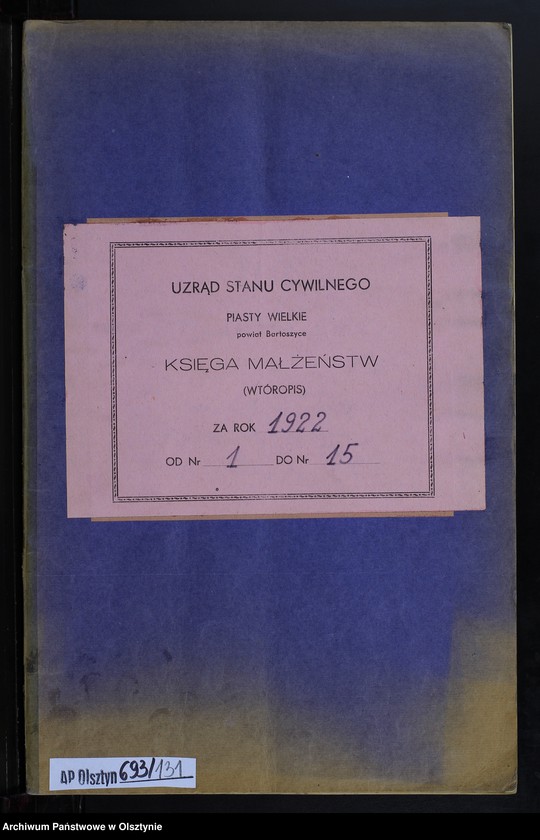 UZRĄD STANU CYWILNEGO
PIASTY WIELKIE
powiat Bartoszyce
KSIĘGA MAŁŻEŃSTW
(WTÓROPIS)
ZA ROK 1922
OD Nr 1 DO Nr 15
AP Olsztyn 693/131
Archiwum Państwowe w Olsztynie